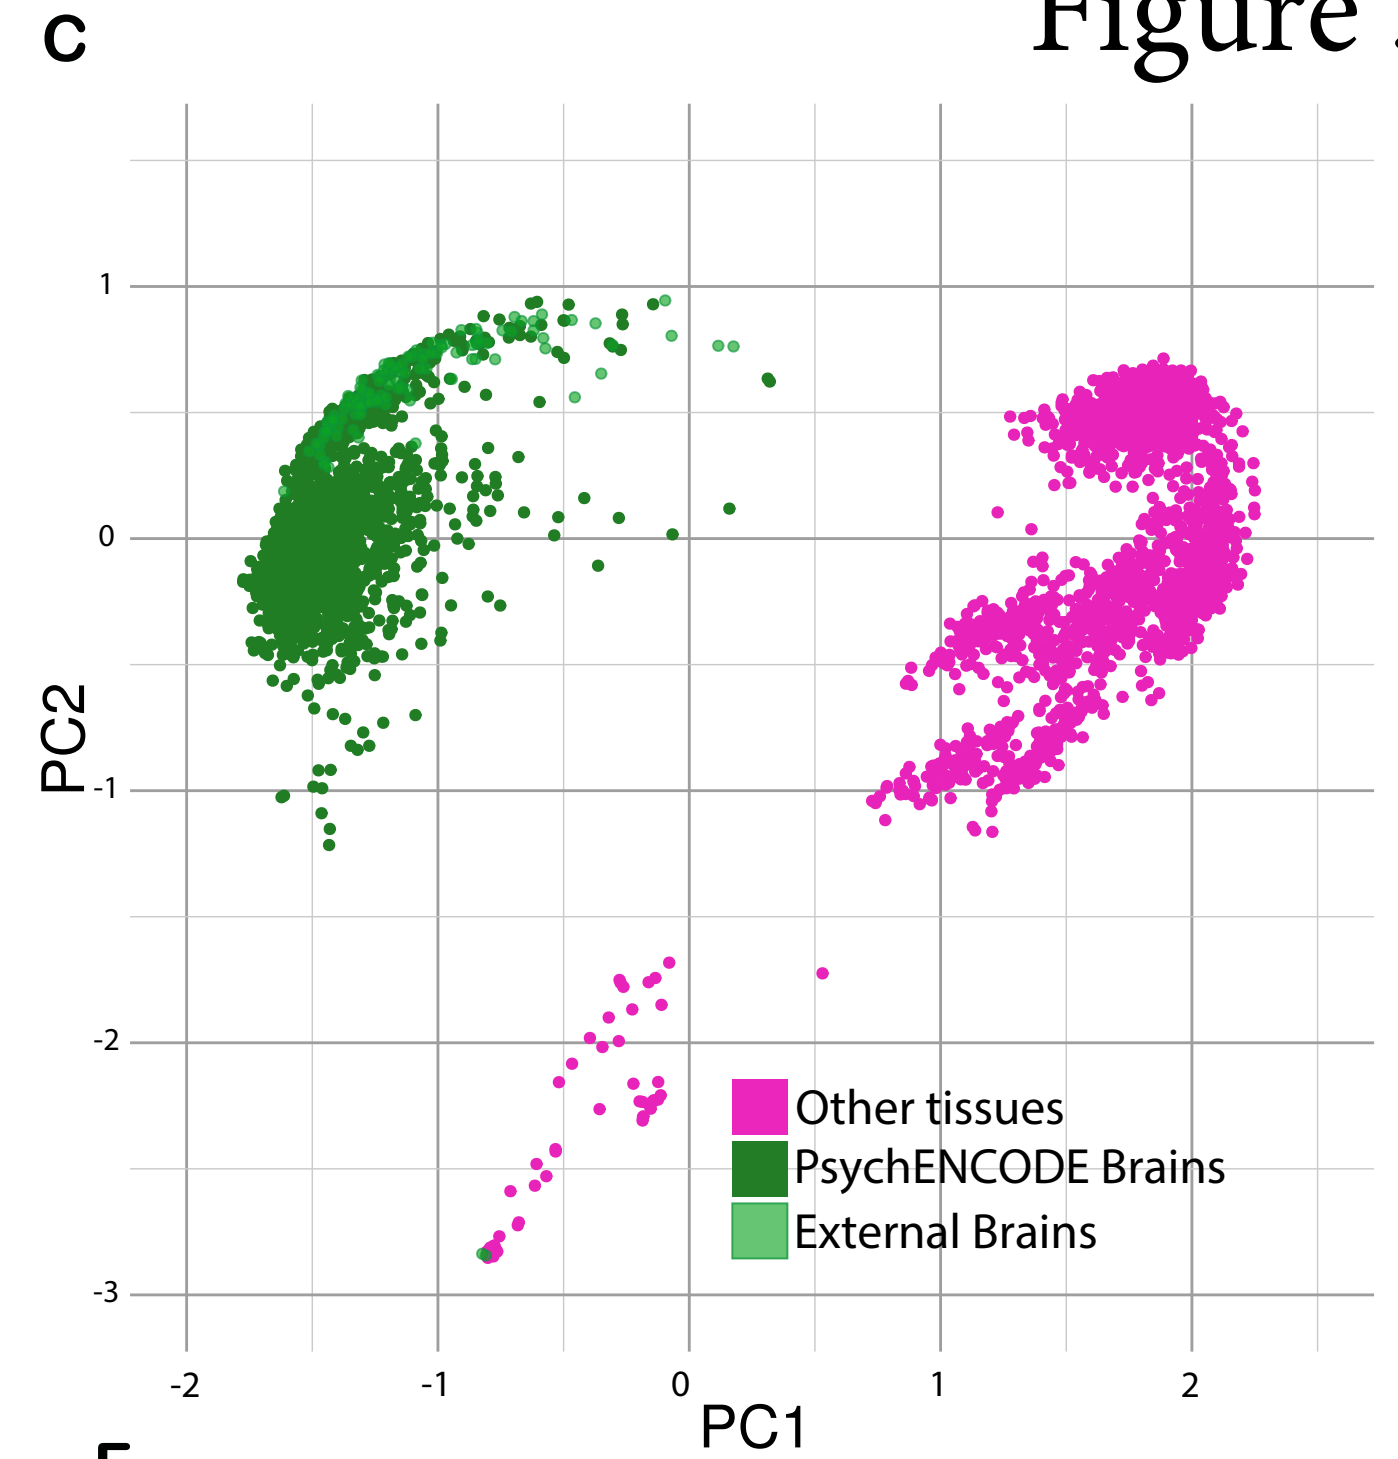 C
Figure
1
0
-1
-2
-3
PC2
Other tissues
PsychENCODE Brains
External Brains
-2
-1
0
1
2
PC1